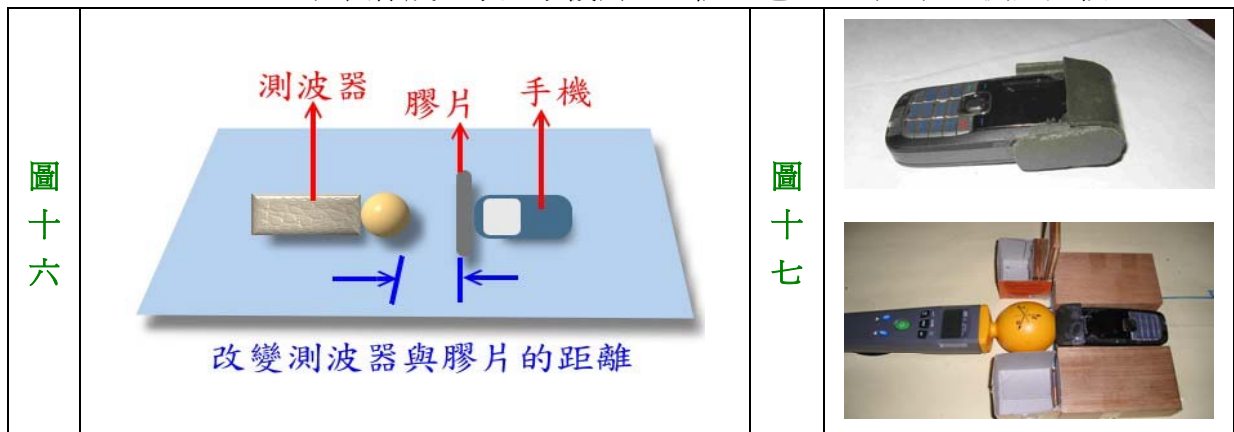 圖十六
測波器
膠片
手機
改變測波器與膠片的距離
圖十七